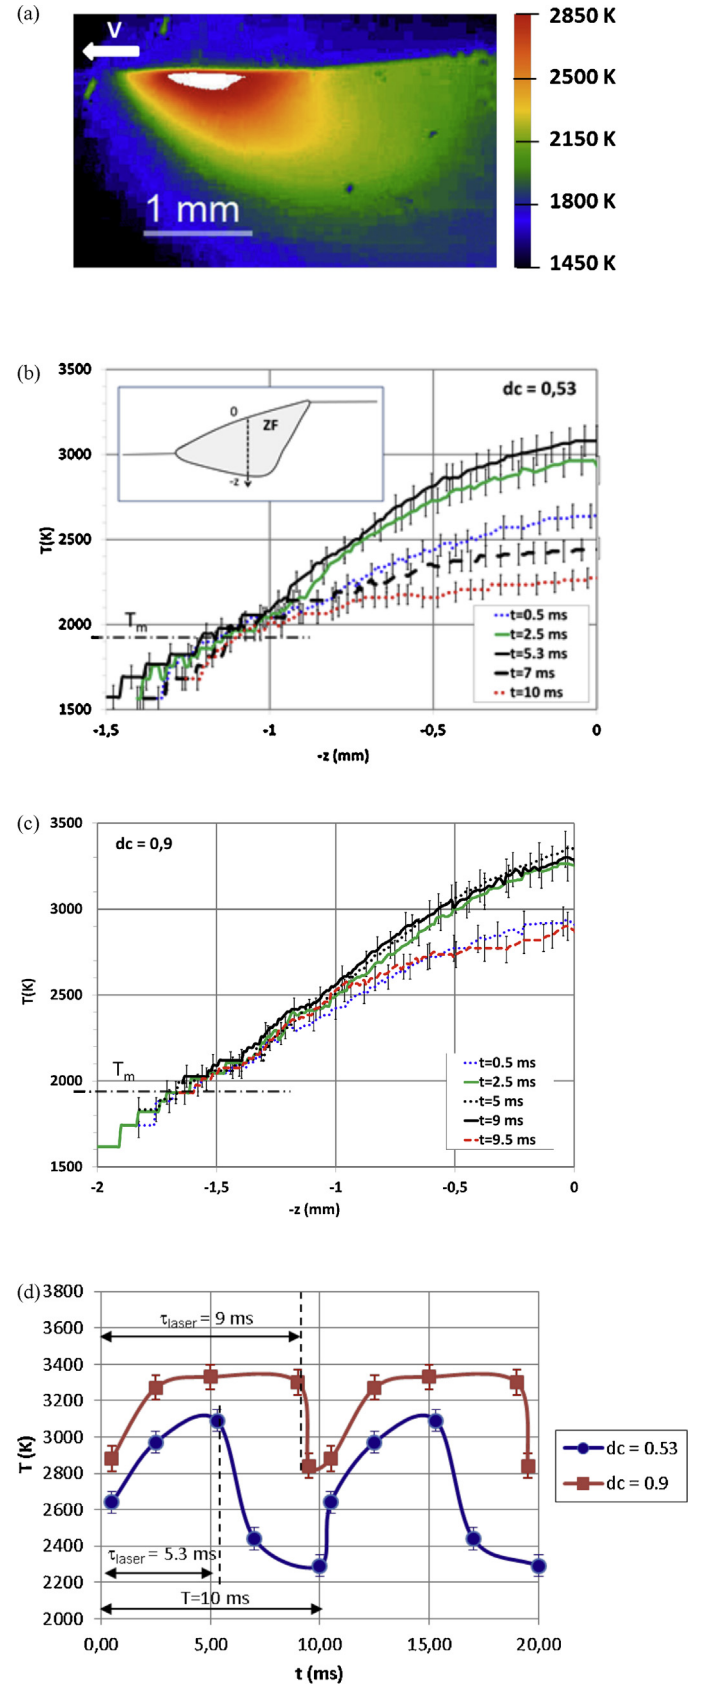 (a)
V
1 mm
2850 K
2500 K
2150 K
1800 K
1450 K
(b)
T(K)
3500
3000
2500
2000
1500
dc = 0,53
0
ZF
-z
Tm
t=0.5 ms
t=2.5 ms
t=5.3 ms
t=7 ms
t=10 ms
-1,5
-1
-0,5
0
-z (mm)
(c)
T(K)
3500
3000
2500
2000
1500
dc = 0,9
Tm
t=0.5 ms
t=2.5 ms
t=5 ms
t=9 ms
t=9.5 ms
-2
-1,5
-1
-0,5
0
-z (mm)
(d)
T (K)
3800
3600
3400
3200
3000
2800
2600
2400
2200
2000
τlaser = 9 ms
τlaser = 5.3 ms
T=10 ms
dc = 0.53
dc = 0.9
0,00
5,00
10,00
15,00
20,00
t (ms)